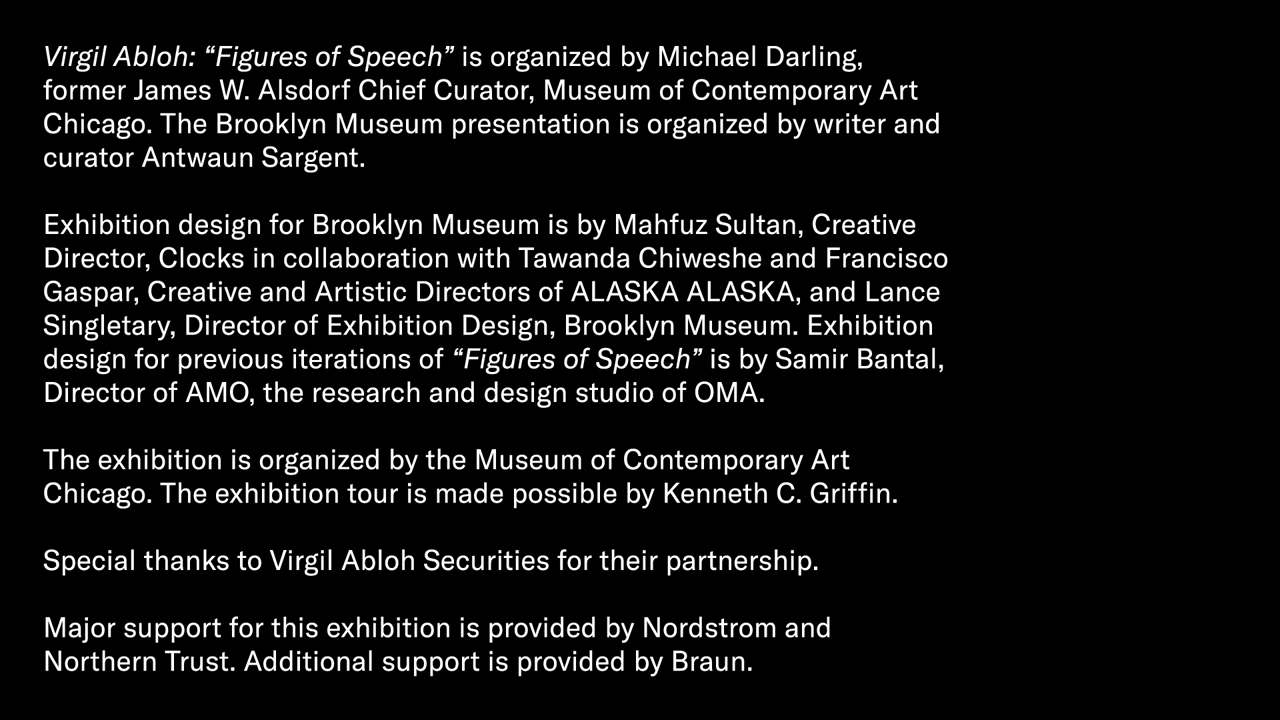 Virgil Abloh: “Figures of Speech” is organized by Michael Darling,
former James W. Alsdorf Chief Curator, Museum of Contemporary Art
Chicago. The Brooklyn Museum presentation is organized by writer and
curator Antwaun Sargent.
Exhibition design for Brooklyn Museum is by Mahfuz Sultan, Creative
Director, Clocks in collaboration with Tawanda Chiweshe and Francisco
Gaspar, Creative and Artistic Directors of ALASKA ALASKA, and Lance
Singletary, Director of Exhibition Design, Brooklyn Museum. Exhibition
design for previous iterations of “Figures of Speech” is by Samir Bantal,
Director of AMO, the research and design studio of OMA.
The exhibition is organized by the Museum of Contemporary Art
Chicago. The exhibition tour is made possible by Kenneth C. Griffin.
Special thanks to Virgil Abloh Securities for their partnership.
Major support for this exhibition is provided by Nordstrom and
Northern Trust. Additional support is provided by Braun.